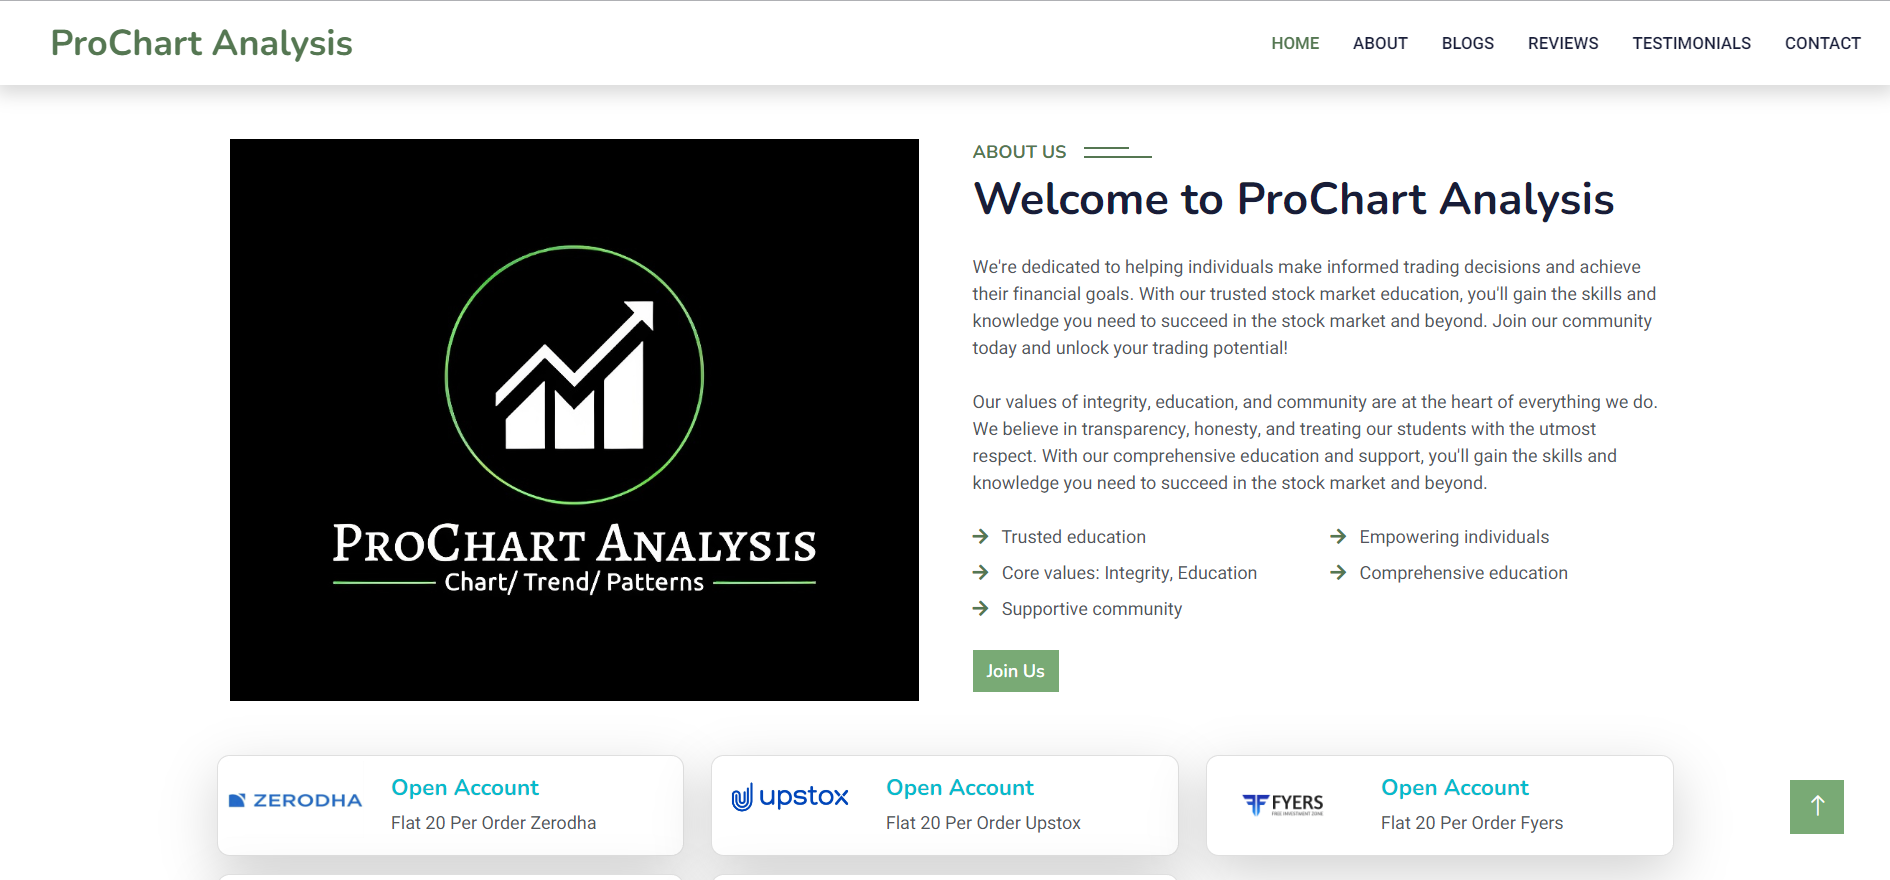 ProChart Analysis
HOME ABOUT BLOGS REVIEWS TESTIMONIALS CONTACT
PROCHART ANALYSIS
Chart/ Trend/ Patterns
ABOUT US
Welcome to ProChart Analysis
We're dedicated to helping individuals make informed trading decisions and achieve
their financial goals. With our trusted stock market education, you'll gain the skills and
knowledge you need to succeed in the stock market and beyond. Join our community
today and unlock your trading potential!
Our values of integrity, education, and community are at the heart of everything we do.
We believe in transparency, honesty, and treating our students with the utmost
respect. With our comprehensive education and support, you'll gain the skills and
knowledge you need to succeed in the stock market and beyond.
Trusted education
Empowering individuals
Core values: Integrity, Education
Comprehensive education
Supportive community
Join Us
ZERODHA
Open Account
Flat 20 Per Order Zerodha
upstox
Open Account
Flat 20 Per Order Upstox
FYERS
FREE INVESTMENT ZONE
Open Account
Flat 20 Per Order Fyers